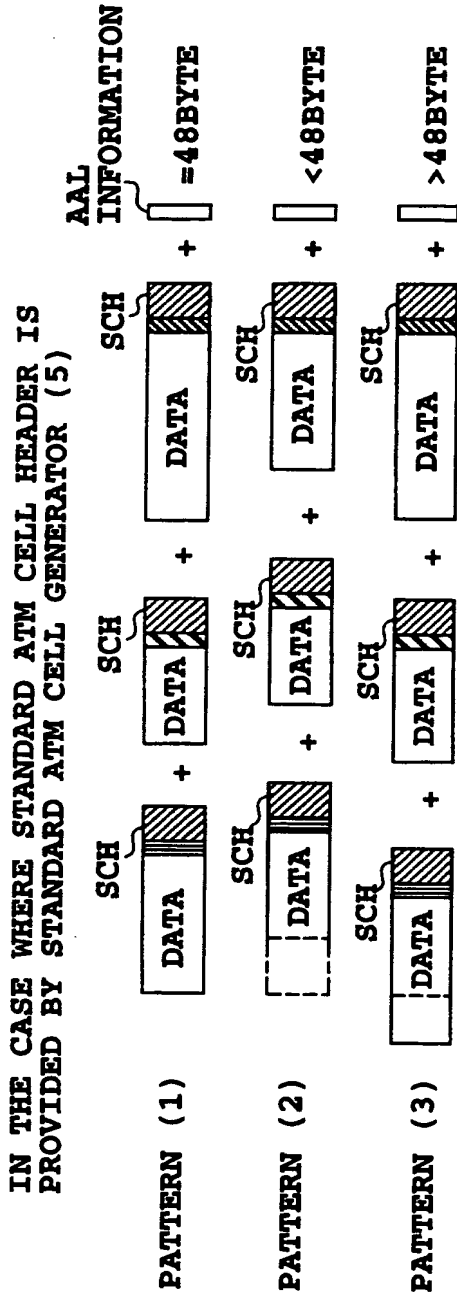 IN THE CASE WHERE STANDARD ATM CELL HEADER IS
PROVIDED BY STANDARD ATM CELL GENERATOR (5)
AAL
INFORMATION
SCH SCH SCH
PATTERN (1) DATA + DATA + DATA + =48BYTE
SCH SCH SCH
PATTERN (2) DATA + DATA + DATA + <48BYTE
SCH SCH SCH
PATTERN (3) DATA + DATA + DATA + >48BYTE